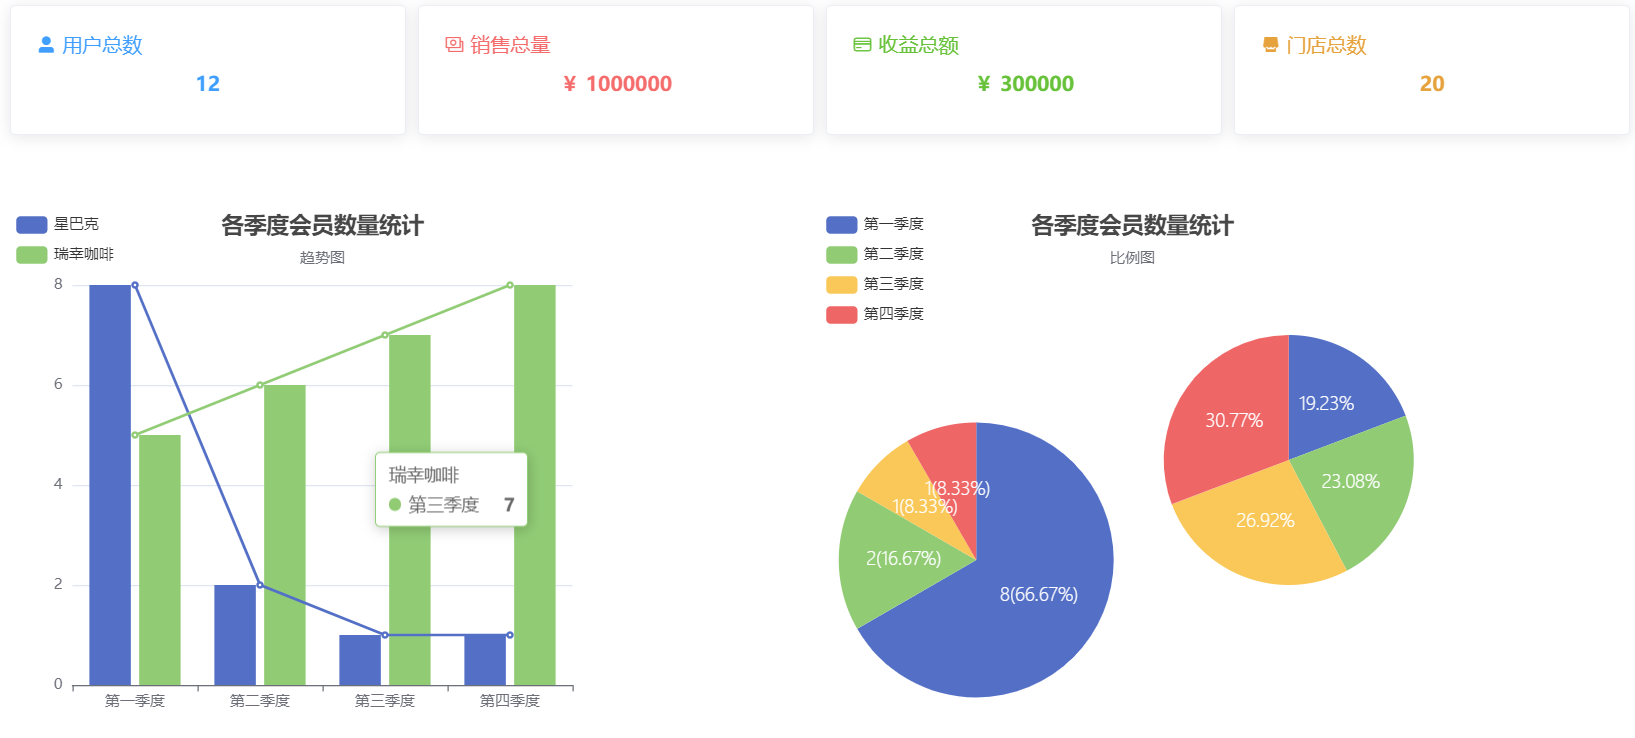 用户总数
12
销售总量
¥ 1000000
收益总额
¥ 300000
门店总数
20
星巴克
瑞幸咖啡
各季度会员数量统计
趋势图
8
6
4
2
0
瑞幸咖啡
第三季度 7
第一季度 第二季度 第三季度 第四季度
第一季度
第二季度
第三季度
第四季度
各季度会员数量统计
比例图
1(8.33%)
1(8.33%)
2(16.67%)
8(66.67%)
19.23%
30.77%
23.08%
26.92%